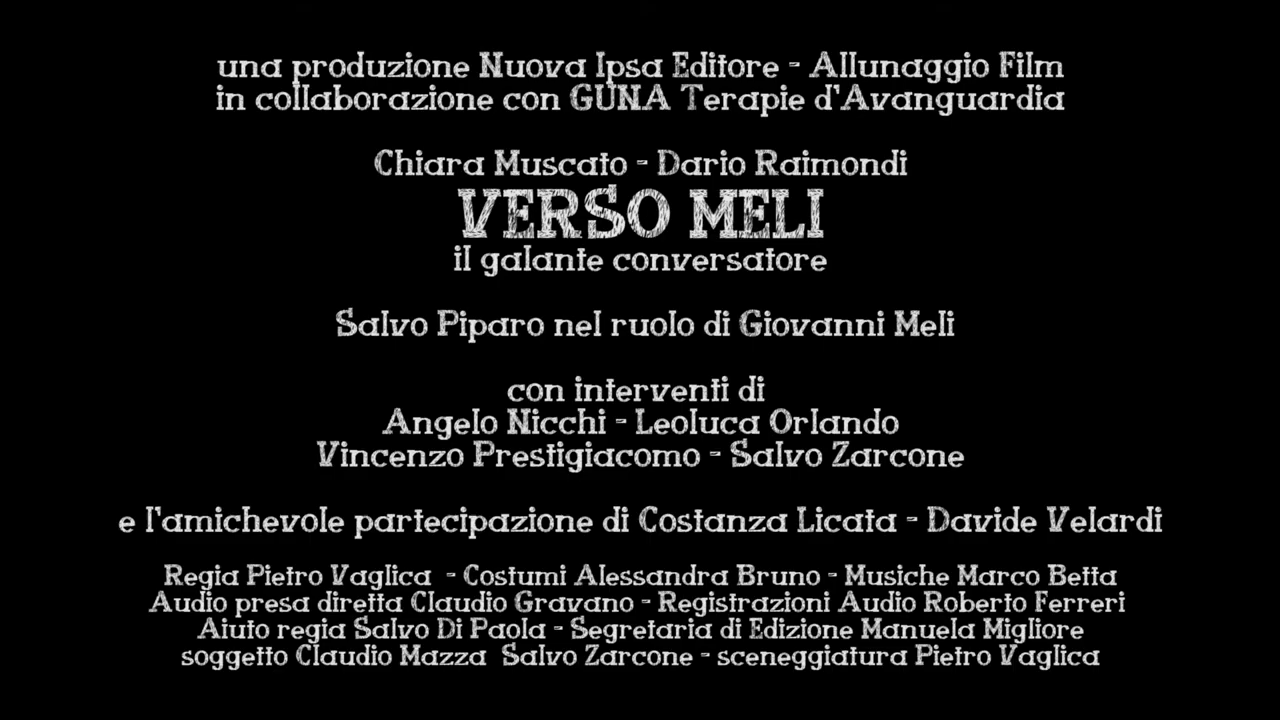 una produzione Nuova Ipsa Editore - Allunaggio Film
in collaborazione con GUNA Terapie d'Avanguardia
Chiara Muscato - Dario Raimondi
VERSO MELI
il galante conversatore
Salvo Piparo nel ruolo di Giovanni Meli
con interventi di
Angelo Nicchi - Leoluca Orlando
Vincenzo Prestigiacomo - Salvo Zarcone
e l'amichevole partecipazione di Costanza Licata - Davide Velardi
Regia Pietro Vaglica - Costumi Alessandra Bruno - Musiche Marco Betta
Audio presa diretta Claudio Gravano - Registrazioni Audio Roberto Ferreri
Aiuto regia Salvo Di Paola - Segretaria di Edizione Manuela Migliore
soggetto Claudio Mazza Salvo Zarcone - sceneggiatura Pietro Vaglica